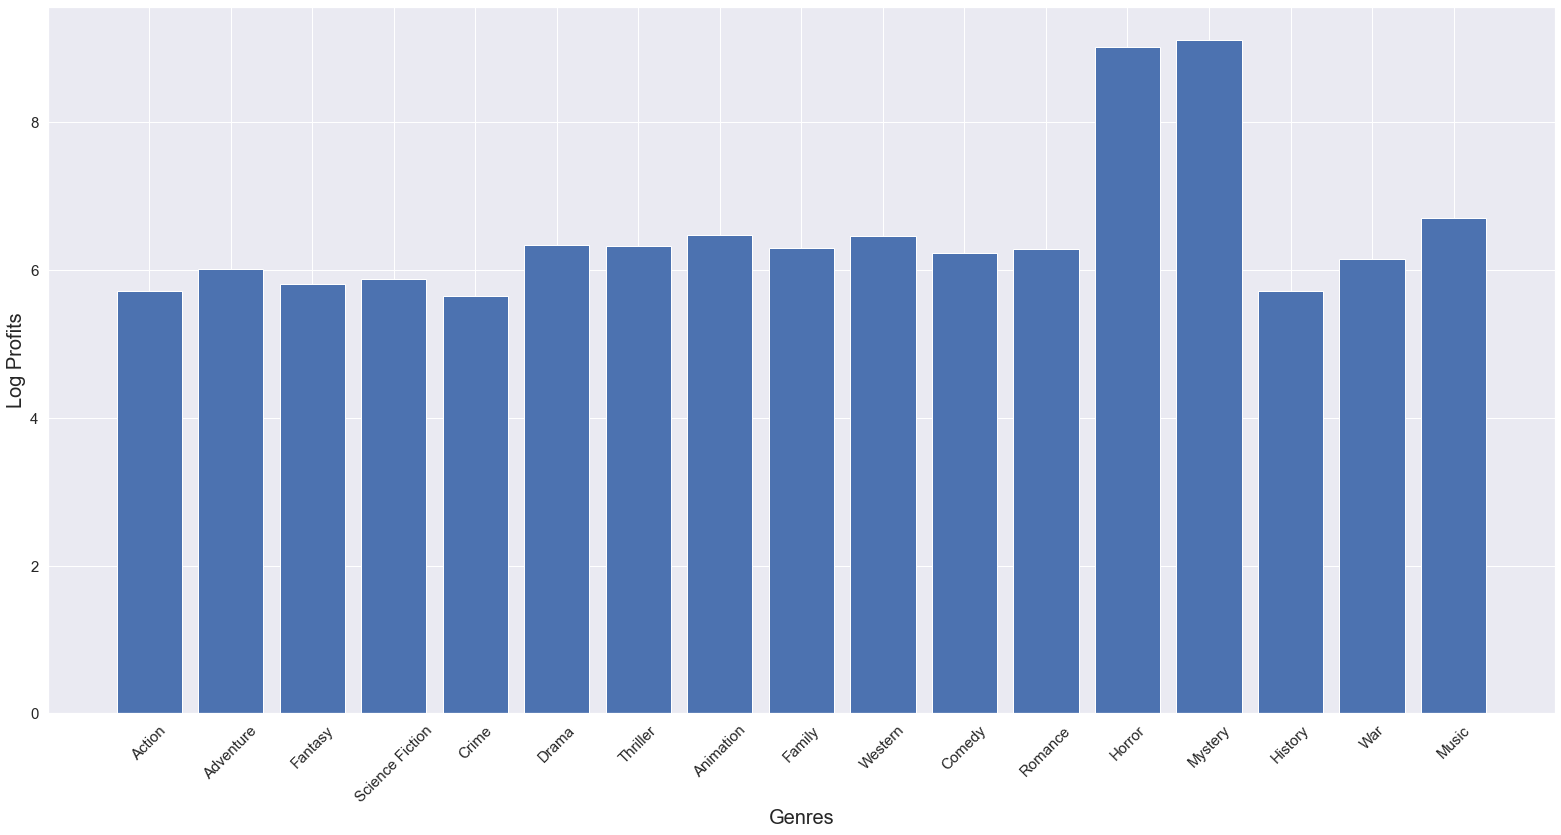 Log Profits
8
6
4
2
0
Action
Adventure
Fantasy
Science Fiction
Crime
Drama
Thriller
Animation
Family
Western
Comedy
Romance
Horror
Mystery
History
War
Music
Genres